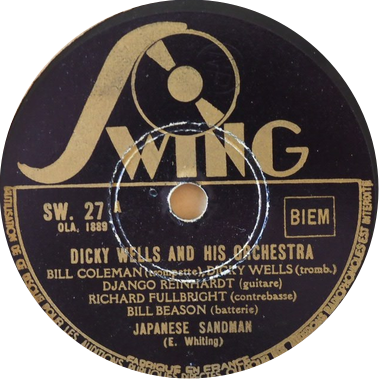 SWING
SW. 27 A
OLA, 1889
BIEM
DICKY WELLS AND HIS ORCHESTRA
BILL COLEMAN (trompette), DICKY WELLS (tromb.)
DJANGO REINHARDT (guitare)
RICHARD FULLBRIGHT (contrebasse)
BILL BEASON (batterie)
JAPANESE SANDMAN
(E. Whiting)
FABRIQUÉ EN FRANCE